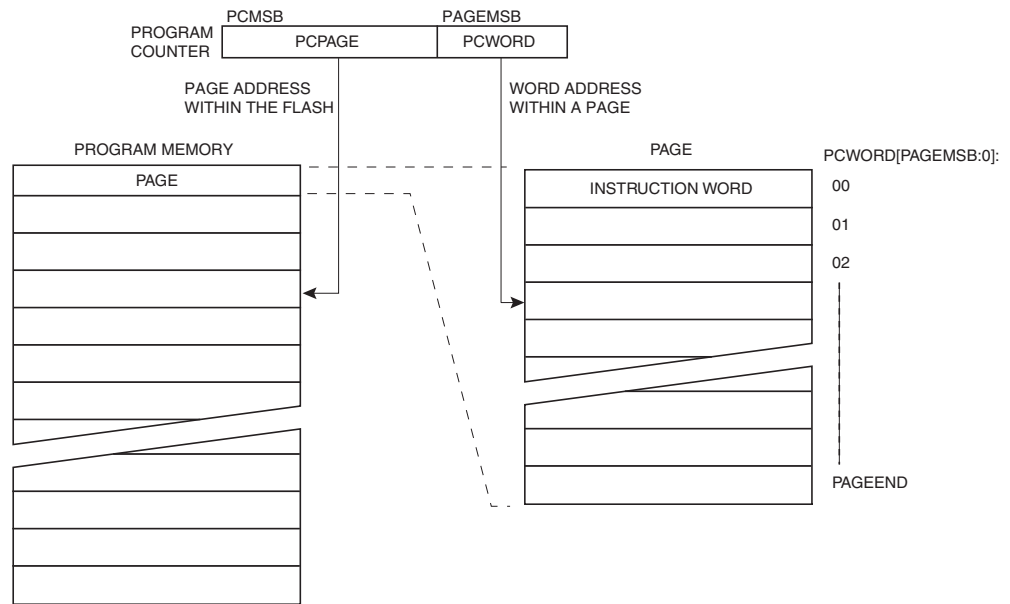 PCMSB
PAGEMSB
PROGRAM
COUNTER
PCPAGE
PCWORD
PAGE ADDRESS
WITHIN THE FLASH
WORD ADDRESS
WITHIN A PAGE
PROGRAM MEMORY
PAGE
PAGE
INSTRUCTION WORD
PCWORD[PAGEMSB:0]:
00
01
02
PAGEEND